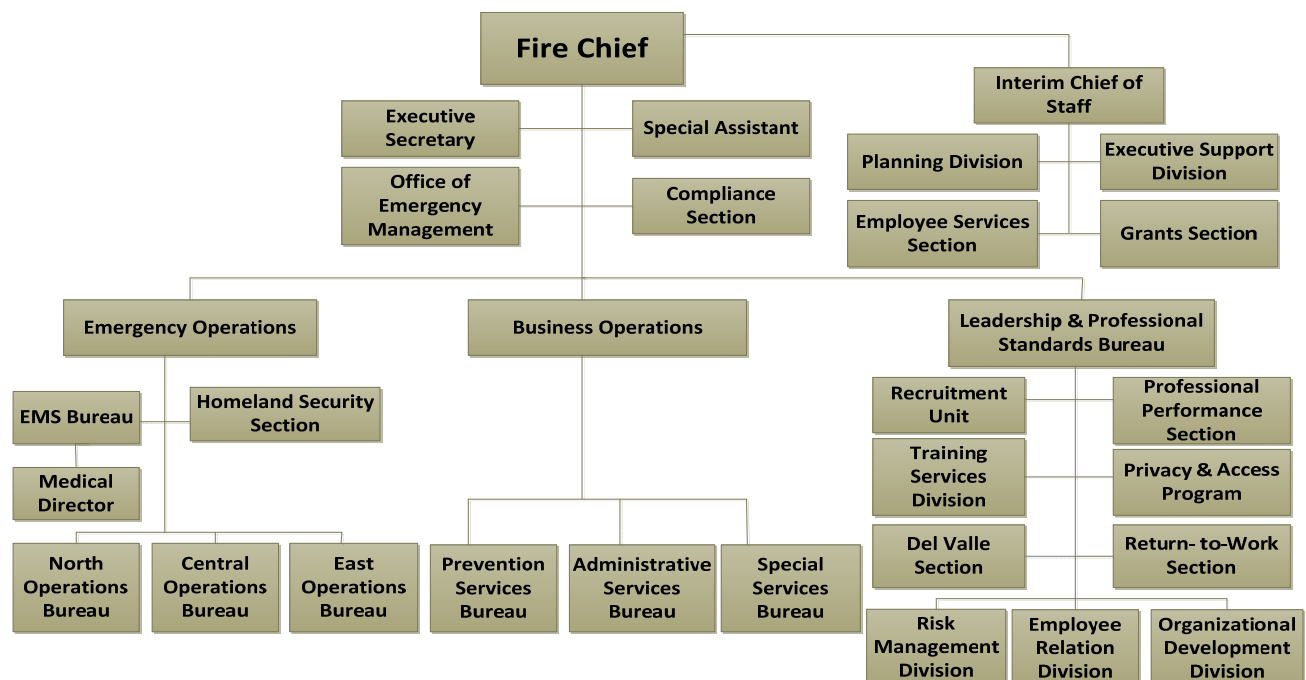 Fire Chief
Interim Chief of
Staff
Executive
Secretary
Special Assistant
Office of
Emergency
Management
Compliance
Section
Planning Division
Executive Support
Division
Employee Services
Section
Grants Section
Emergency Operations
Business Operations
Leadership & Professional
Standards Bureau
EMS Bureau
Homeland Security
Section
Medical
Director
North
Operations
Bureau
Central
Operations
Bureau
East
Operations
Bureau
Prevention
Services
Bureau
Administrative
Services
Bureau
Special
Services
Bureau
Recruitment
Unit
Professional
Performance
Section
Training
Services
Division
Privacy & Access
Program
Del Valle
Section
Return- to-Work
Section
Risk
Management
Division
Employee
Relation
Division
Organizational
Development
Division